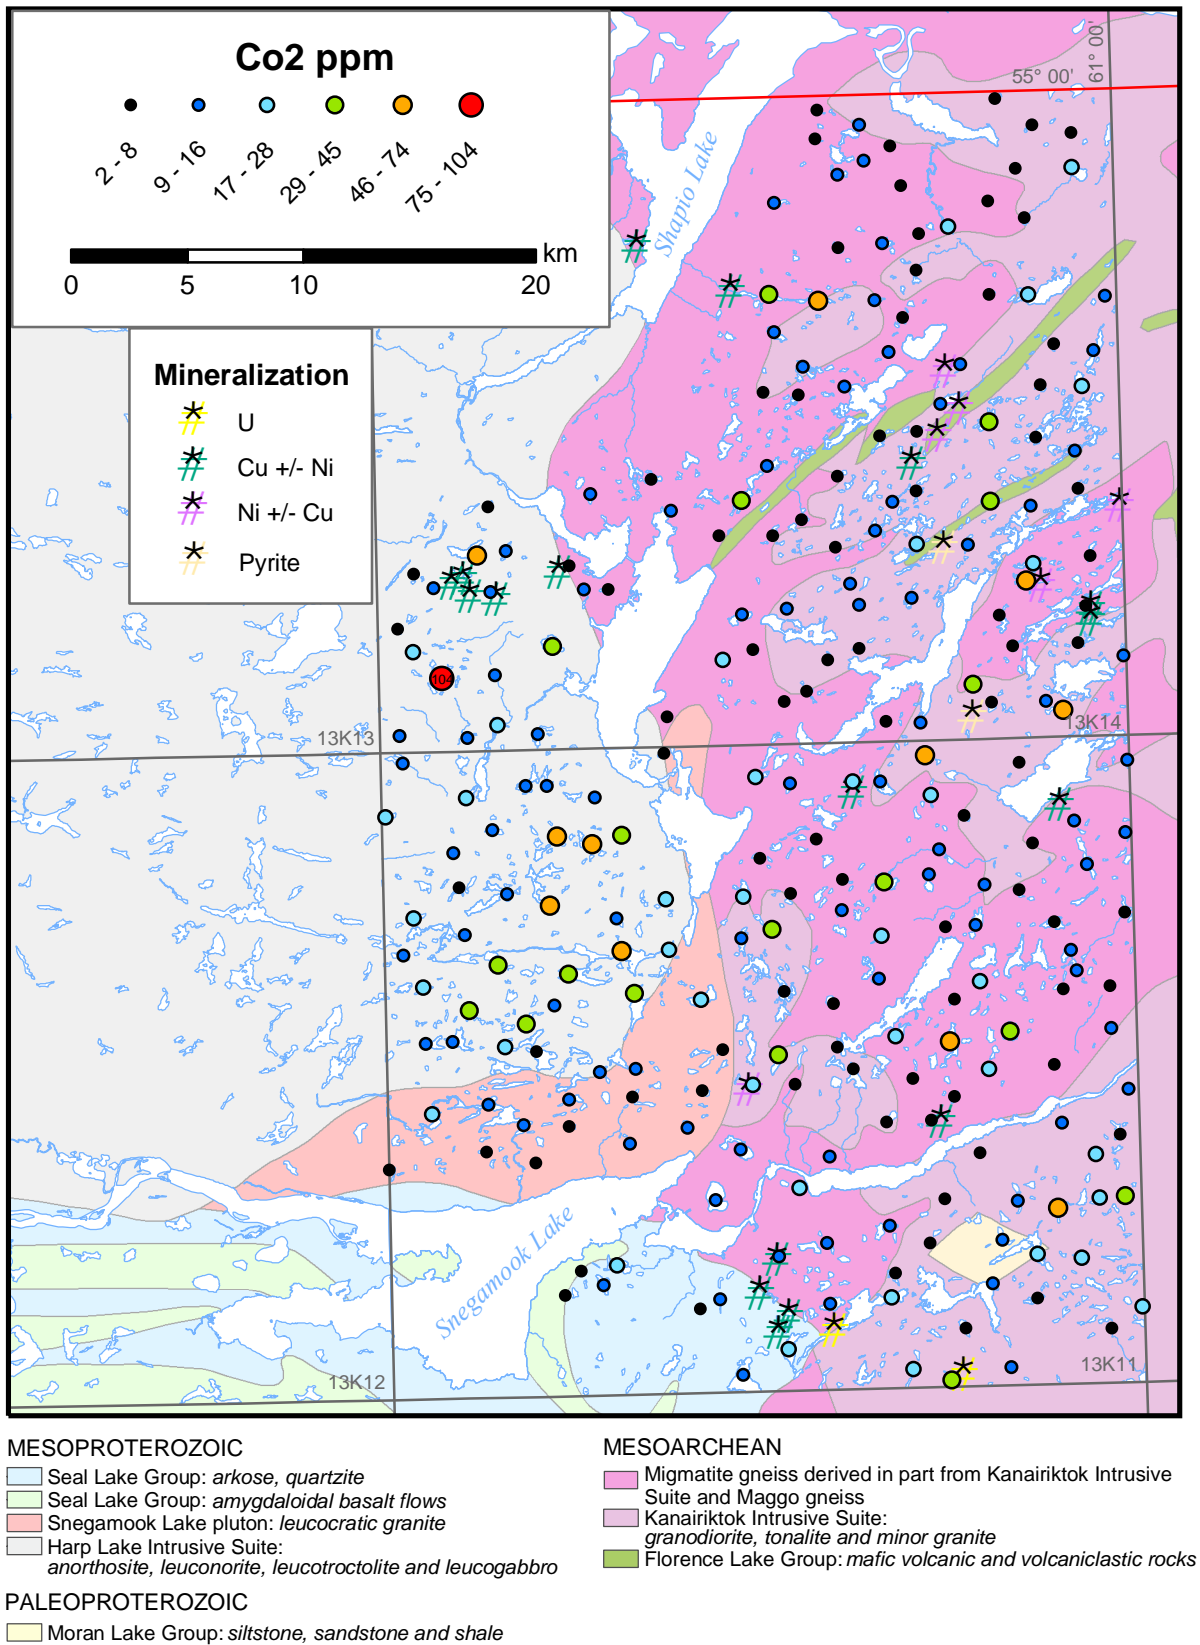 Co2 ppm
2 - 8
9 - 16
17 - 28
29 - 45
46 - 74
75 - 104
km
0 5 10 20
Mineralization
U
Cu +/- Ni
Ni +/- Cu
Pyrite
55° 00'
61° 00'
Shapio Lake
104
13K13
13K14
Snegamook Lake
13K12
13K11
MESOPROTEROZOIC
Seal Lake Group: arkose, quartzite
Seal Lake Group: amygdaloidal basalt flows
Snegamook Lake pluton: leucocratic granite
Harp Lake Intrusive Suite:
anorthosite, leuconorite, leucotroctolite and leucogabbro
PALEOPROTEROZOIC
Moran Lake Group: siltstone, sandstone and shale
MESOARCHEAN
Migmatite gneiss derived in part from Kanairiktok Intrusive
Suite and Maggo gneiss
Kanairiktok Intrusive Suite:
granodiorite, tonalite and minor granite
Florence Lake Group: mafic volcanic and volcaniclastic rocks